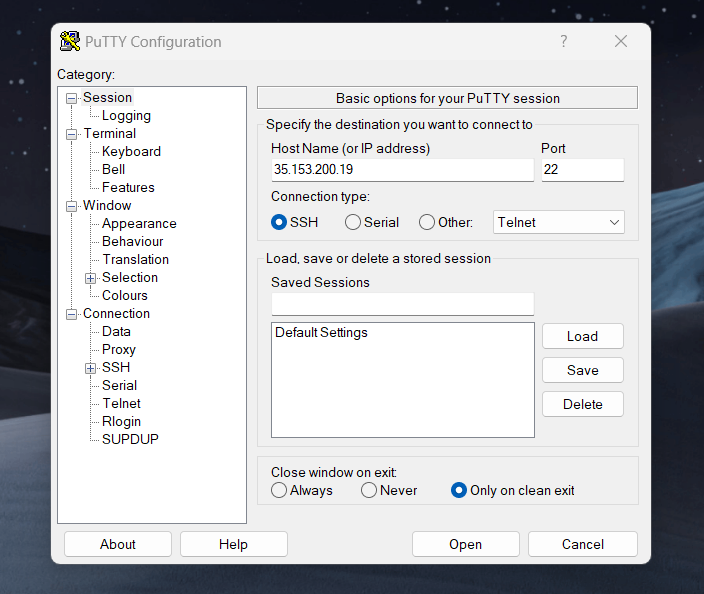 PuTTY Configuration
?
Category:
Session
Logging
Terminal
Keyboard
Bell
Features
Window
Appearance
Behaviour
Translation
Selection
Colours
Connection
Data
Proxy
SSH
Serial
Telnet
Rlogin
SUPDUP
Basic options for your PuTTY session
Specify the destination you want to connect to
Host Name (or IP address) Port
35.153.200.19 22
Connection type:
SSH Serial Other: Telnet
Load, save or delete a stored session
Saved Sessions
Default Settings
Load
Save
Delete
Close window on exit:
Always Never Only on clean exit
About Help Open Cancel